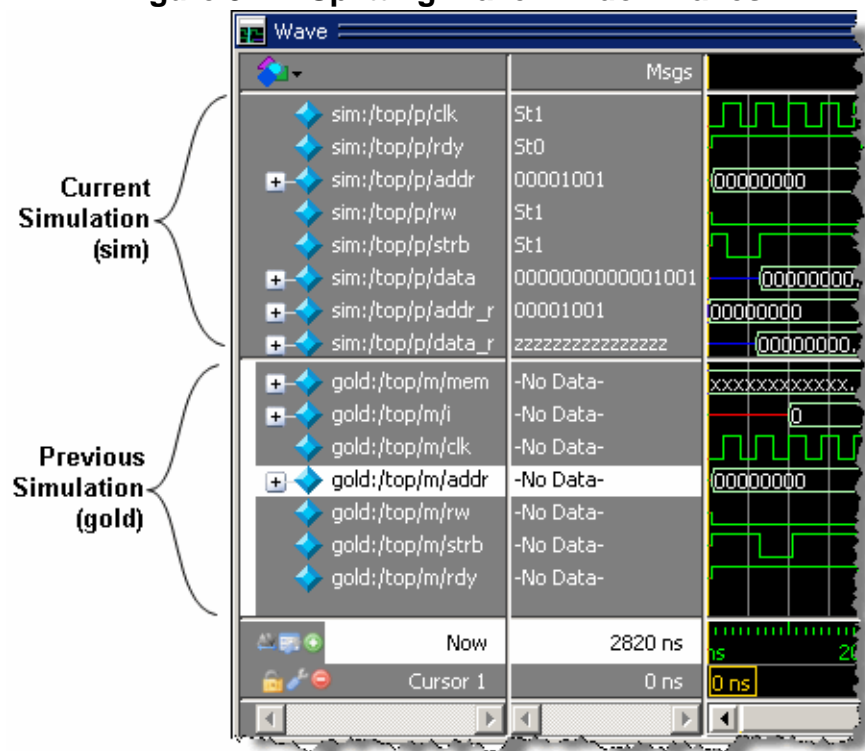 Wave
Msgs
Current
Simulation
(sim)
sim:/top/p/clk St1
sim:/top/p/rdy St0
sim:/top/p/addr 00001001 00000000
sim:/top/p/rw St1
sim:/top/p/strb St1
sim:/top/p/data 0000000000001001 00000000.
sim:/top/p/addr_r 00001001 00000000
sim:/top/p/data_r zzzzzzzzzzzzzzzz 00000000.
Previous
Simulation
(gold)
gold:/top/m/mem -No Data- xxxxxxxxxxxx.
gold:/top/m/i -No Data- 0
gold:/top/m/clk -No Data-
gold:/top/m/addr -No Data- 00000000
gold:/top/m/rw -No Data-
gold:/top/m/strb -No Data-
gold:/top/m/rdy -No Data-
Now 2820 ns
Cursor 1 0 ns 0 ns